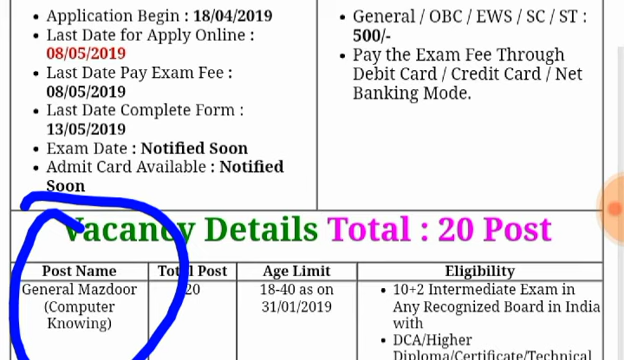 Application Begin : 18/04/2019
Last Date for Apply Online :
08/05/2019
Last Date Pay Exam Fee :
08/05/2019
Last Date Complete Form :
13/05/2019
Exam Date : Notified Soon
Admit Card Available : Notified
Soon
General / OBC / EWS / SC / ST :
500/-
Pay the Exam Fee Through
Debit Card / Credit Card / Net
Banking Mode.
Vacancy Details Total : 20 Post
Post Name Total Post Age Limit Eligibility
General Mazdoor
(Computer
Knowing)
20
18-40 as on
31/01/2019
10+2 Intermediate Exam in
Any Recognized Board in India
with
DCA/Higher
Diploma/Certificate/Technical